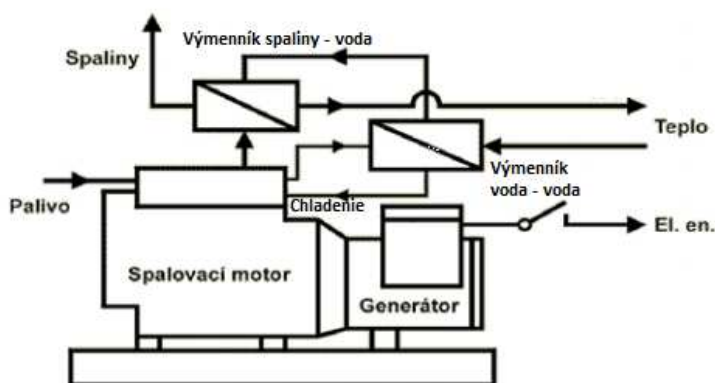 Výmenník spaliny - voda
Spaliny
Teplo
Výmenník
voda - voda
Palivo
Chladenie
El. en.
Spalovací motor
Generátor